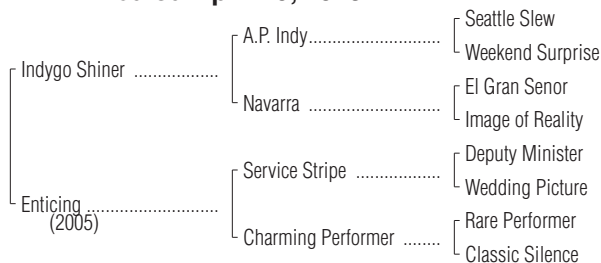 Seattle Slew
A.P. Indy
Weekend Surprise
Indygo Shiner
El Gran Senor
Navarra
Image of Reality
Deputy Minister
Service Stripe
Wedding Picture
Enticing
(2005)
Rare Performer
Charming Performer
Classic Silence